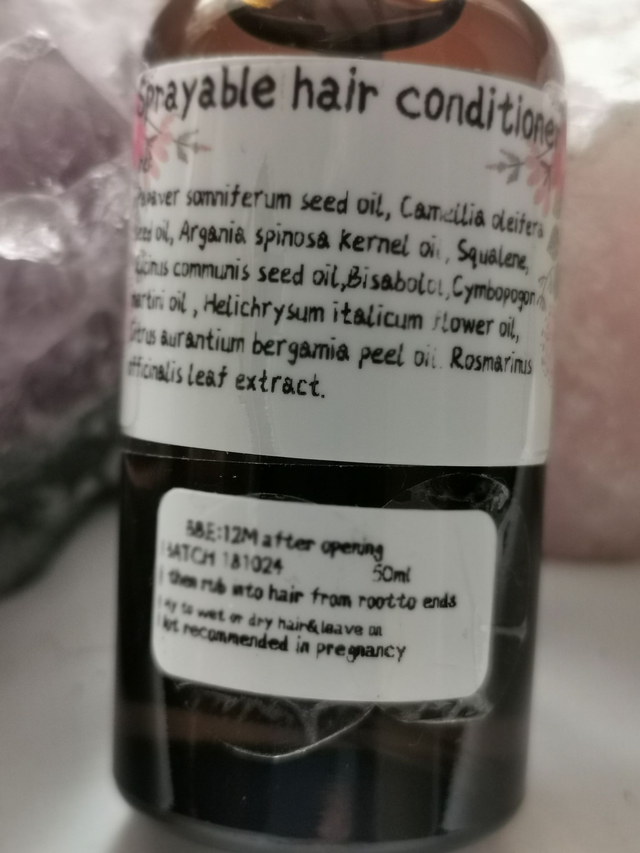 Sprayable hair conditioner
Papaver somniferum seed oil, Camellia oleifera
seed oil, Argania spinosa kernel oil, Squalene,
Ricinus communis seed oil, Bisabolol, Cymbopogon
martini oil, Helichrysum italicum flower oil,
Citrus aurantium bergamia peel oil. Rosmarinus
officinalis leaf extract.
BBE:12M after opening
BATCH 181024 50ml
then rub into hair from root to ends
to wet or dry hair & leave on
Not recommended in pregnancy